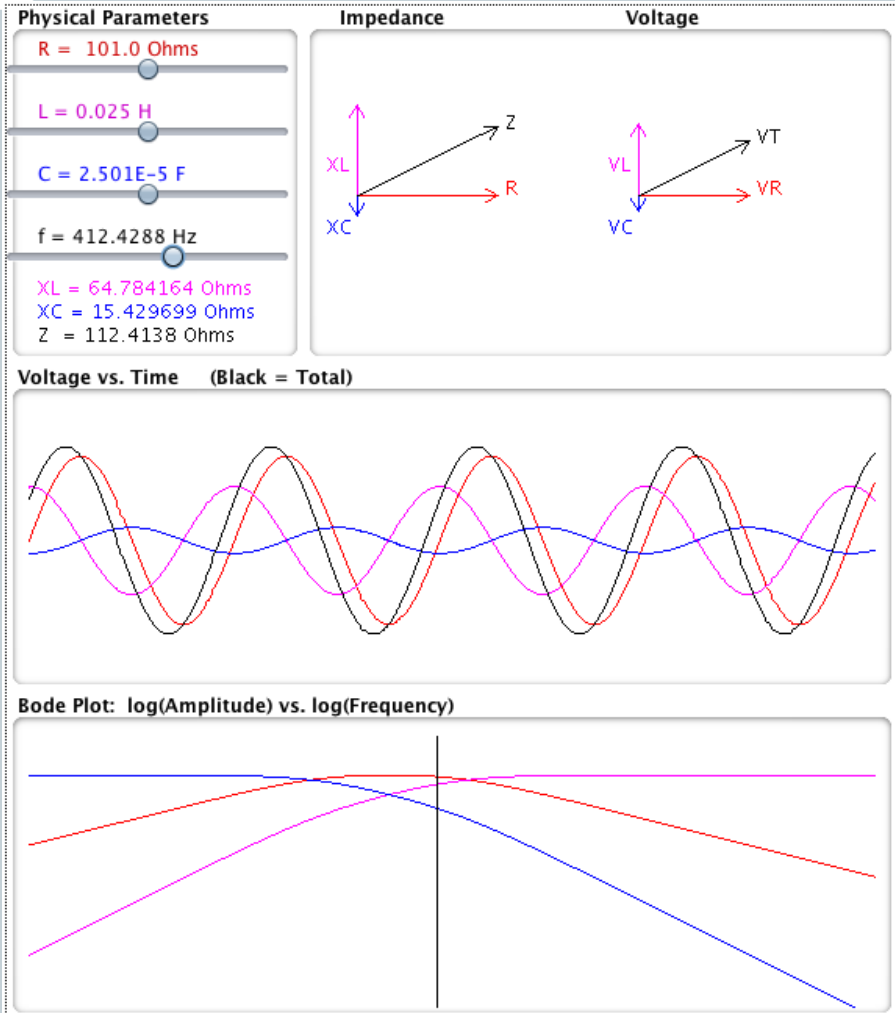 Physical Parameters
R =  101.0 Ohms
L = 0.025 H
C = 2.501E-5 F
f = 412.4288 Hz
XL = 64.784164 Ohms
XC = 15.429699 Ohms
Z  = 112.4138 Ohms
Impedance Voltage
Z
XL
R
XC
VT
VL
VR
VC
Voltage vs. Time    (Black = Total)
Bode Plot:  log(Amplitude) vs. log(Frequency)